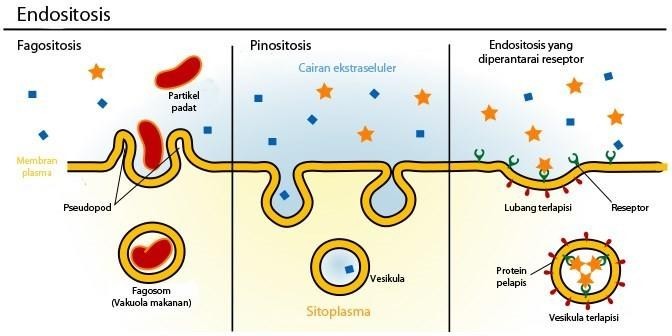 Endositosis
Fagositosis
Partikel
padat
Membran
plasma
Pseudopod
Fagosom
(Vakuola makanan)
Pinositosis
Cairan ekstraseluler
Vesikula
Sitoplasma
Endositosis yang
diperantarai reseptor
Lubang terlapisi
Reseptor
Protein
pelapis
Vesikula terlapisi